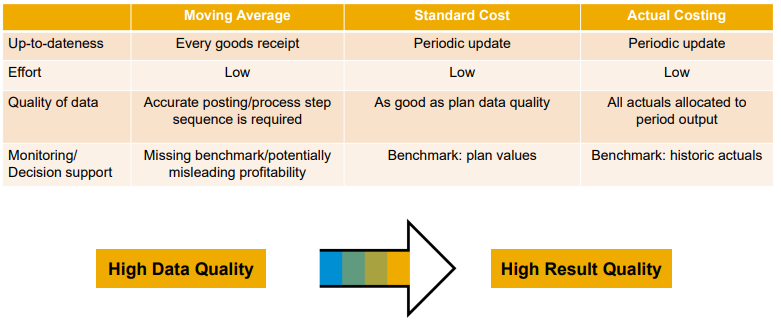 Moving Average Standard Cost Actual Costing
Up-to-dateness Every goods receipt Periodic update Periodic update
Effort Low Low Low
Quality of data Accurate posting/process step As good as plan data quality All actuals allocated to
sequence is required period output
Monitoring/ Missing benchmark/potentially Benchmark: plan values Benchmark: historic actuals
Decision support misleading profitability
High Data Quality High Result Quality